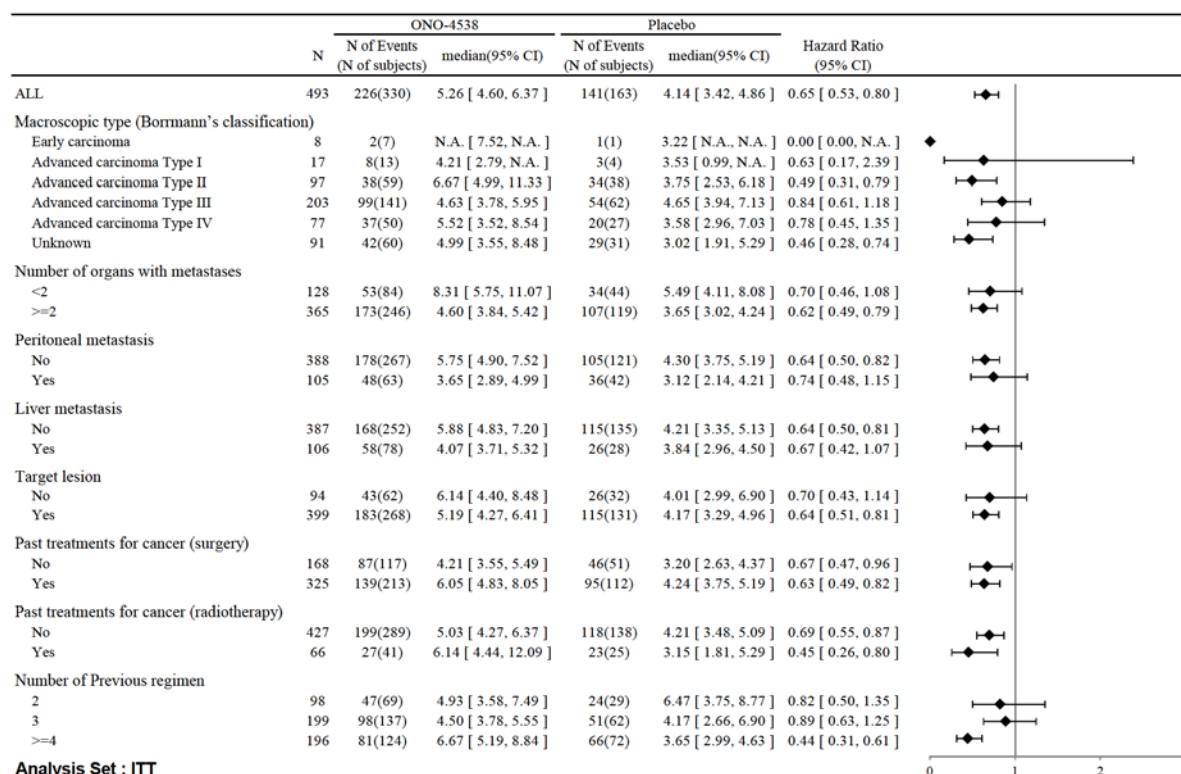 ONO-4538 Placebo
N N of Events (N of subjects) median(95% CI) N of Events (N of subjects) median(95% CI) Hazard Ratio (95% CI)
ALL 493 226(330) 5.26 [ 4.60, 6.37 ] 141(163) 4.14 [ 3.42, 4.86 ] 0.65 [ 0.53, 0.80 ]
Macroscopic type (Borrmann's classification)
Early carcinoma 8 2(7) N.A. [ 7.52, N.A. ] 1(1) 3.22 [ N.A., N.A. ] 0.00 [ 0.00, N.A. ]
Advanced carcinoma Type I 17 8(13) 4.21 [ 2.79, N.A. ] 3(4) 3.53 [ 0.99, N.A. ] 0.63 [ 0.17, 2.39 ]
Advanced carcinoma Type II 97 38(59) 6.67 [ 4.99, 11.33 ] 34(38) 3.75 [ 2.53, 6.18 ] 0.49 [ 0.31, 0.79 ]
Advanced carcinoma Type III 203 99(141) 4.63 [ 3.78, 5.95 ] 54(62) 4.65 [ 3.94, 7.13 ] 0.84 [ 0.61, 1.18 ]
Advanced carcinoma Type IV 77 37(50) 5.52 [ 3.52, 8.54 ] 20(27) 3.58 [ 2.96, 7.03 ] 0.78 [ 0.45, 1.35 ]
Unknown 91 42(60) 4.99 [ 3.55, 8.48 ] 29(31) 3.02 [ 1.91, 5.29 ] 0.46 [ 0.28, 0.74 ]
Number of organs with metastases
<2 128 53(84) 8.31 [ 5.75, 11.07 ] 34(44) 5.49 [ 4.11, 8.08 ] 0.70 [ 0.46, 1.08 ]
>=2 365 173(246) 4.60 [ 3.84, 5.42 ] 107(119) 3.65 [ 3.02, 4.24 ] 0.62 [ 0.49, 0.79 ]
Peritoneal metastasis
No 388 178(267) 5.75 [ 4.90, 7.52 ] 105(121) 4.30 [ 3.75, 5.19 ] 0.64 [ 0.50, 0.82 ]
Yes 105 48(63) 3.65 [ 2.89, 4.99 ] 36(42) 3.12 [ 2.14, 4.21 ] 0.74 [ 0.48, 1.15 ]
Liver metastasis
No 387 168(252) 5.88 [ 4.83, 7.20 ] 115(135) 4.21 [ 3.35, 5.13 ] 0.64 [ 0.50, 0.81 ]
Yes 106 58(78) 4.07 [ 3.71, 5.32 ] 26(28) 3.84 [ 2.96, 4.50 ] 0.67 [ 0.42, 1.07 ]
Target lesion
No 94 43(62) 6.14 [ 4.40, 8.48 ] 26(32) 4.01 [ 2.99, 6.90 ] 0.70 [ 0.43, 1.14 ]
Yes 399 183(268) 5.19 [ 4.27, 6.41 ] 115(131) 4.17 [ 3.29, 4.96 ] 0.64 [ 0.51, 0.81 ]
Past treatments for cancer (surgery)
No 168 87(117) 4.21 [ 3.55, 5.49 ] 46(51) 3.20 [ 2.63, 4.37 ] 0.67 [ 0.47, 0.96 ]
Yes 325 139(213) 6.05 [ 4.83, 8.05 ] 95(112) 4.24 [ 3.75, 5.19 ] 0.63 [ 0.49, 0.82 ]
Past treatments for cancer (radiotherapy)
No 427 199(289) 5.03 [ 4.27, 6.37 ] 118(138) 4.21 [ 3.48, 5.09 ] 0.69 [ 0.55, 0.87 ]
Yes 66 27(41) 6.14 [ 4.44, 12.09 ] 23(25) 3.15 [ 1.81, 5.29 ] 0.45 [ 0.26, 0.80 ]
Number of Previous regimen
2 98 47(69) 4.93 [ 3.58, 7.49 ] 24(29) 6.47 [ 3.75, 8.77 ] 0.82 [ 0.50, 1.35 ]
3 199 98(137) 4.50 [ 3.78, 5.55 ] 51(62) 4.17 [ 2.66, 6.90 ] 0.89 [ 0.63, 1.25 ]
>=4 196 81(124) 6.67 [ 5.19, 8.84 ] 66(72) 3.65 [ 2.99, 4.63 ] 0.44 [ 0.31, 0.61 ]
Analysis Set : ITT 0 1 2